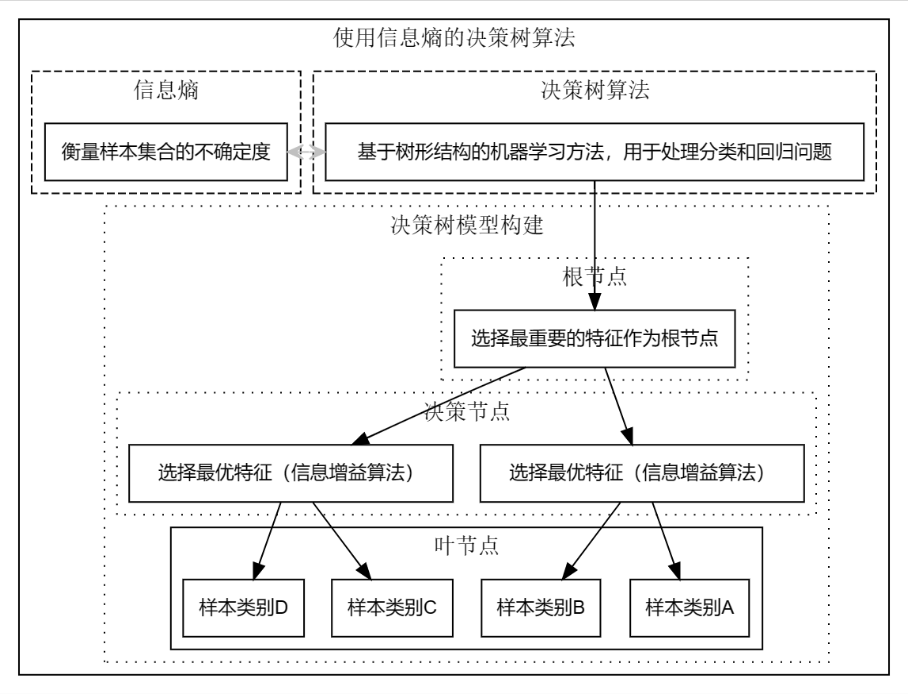 使用信息熵的决策树算法
信息熵
决策树算法
衡量样本集合的不确定度
基于树形结构的机器学习方法，用于处理分类和回归问题
决策树模型构建
根节点
选择最重要的特征作为根节点
决策节点
选择最优特征（信息增益算法）
选择最优特征（信息增益算法）
叶节点
样本类别D
样本类别C
样本类别B
样本类别A